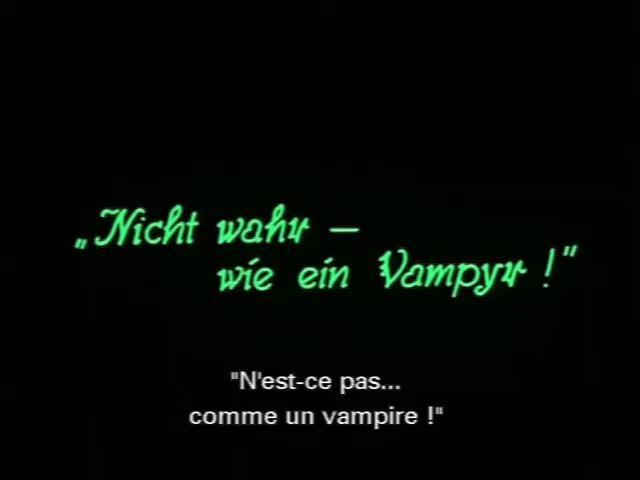 „Nicht wahr —
wie ein Vampyr !"
"N'est-ce pas...
comme un vampire !"